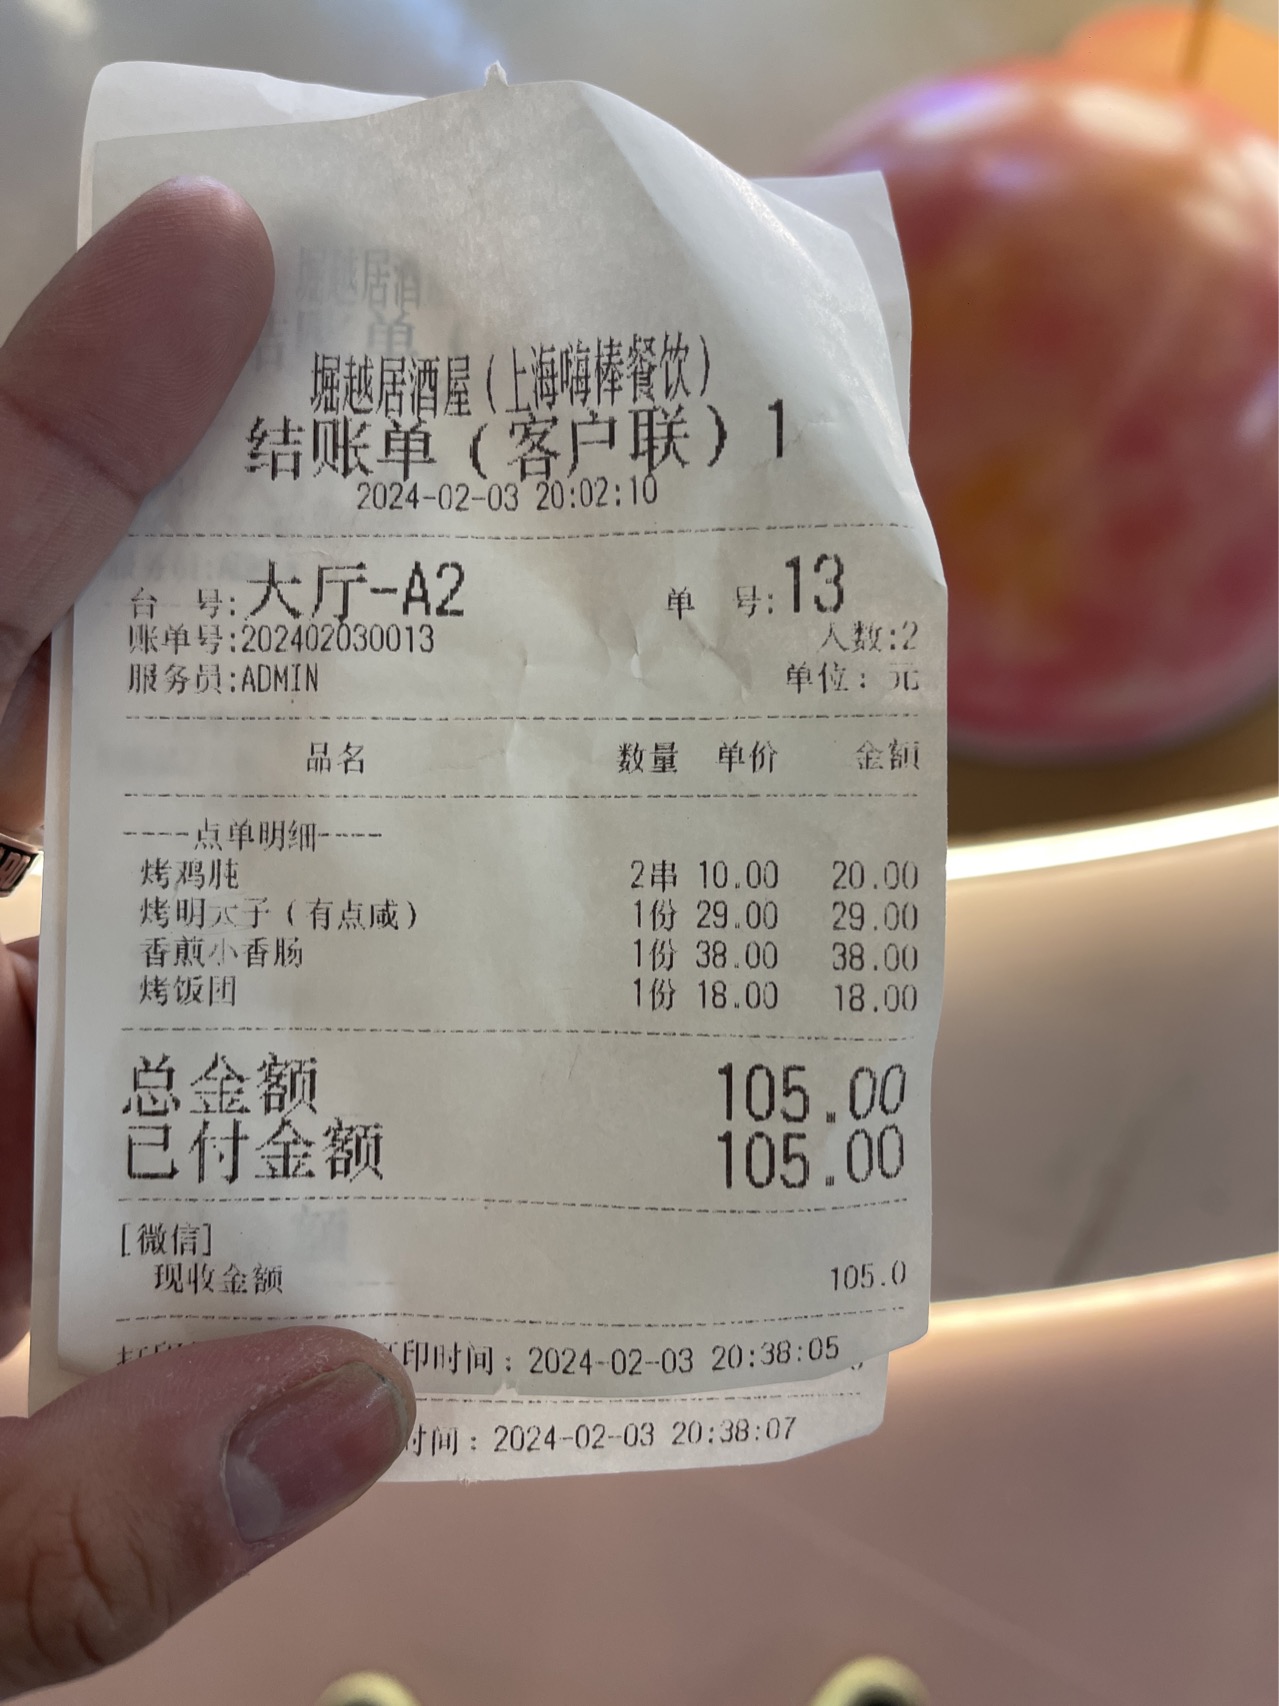 堀越居酒屋(上海嗨棒餐饮)
结账单(客户联)1
2024-02-03 20:02:10
台 号:大厅-A2 单 号:13
账单号:202402030013 人数:2
服务员:ADMIN 单位: 元
品名 数量 单价 金额
----点单明细----
烤鸡肫 2串 10.00 20.00
烤明太子(有点咸) 1份 29.00 29.00
香煎小香肠 1份 38.00 38.00
烤饭团 1份 18.00 18.00
总金额 105.00
已付金额 105.00
[微信]
现收金额 105.0
打印时间: 2024-02-03 20:38:05
时间: 2024-02-03 20:38:07